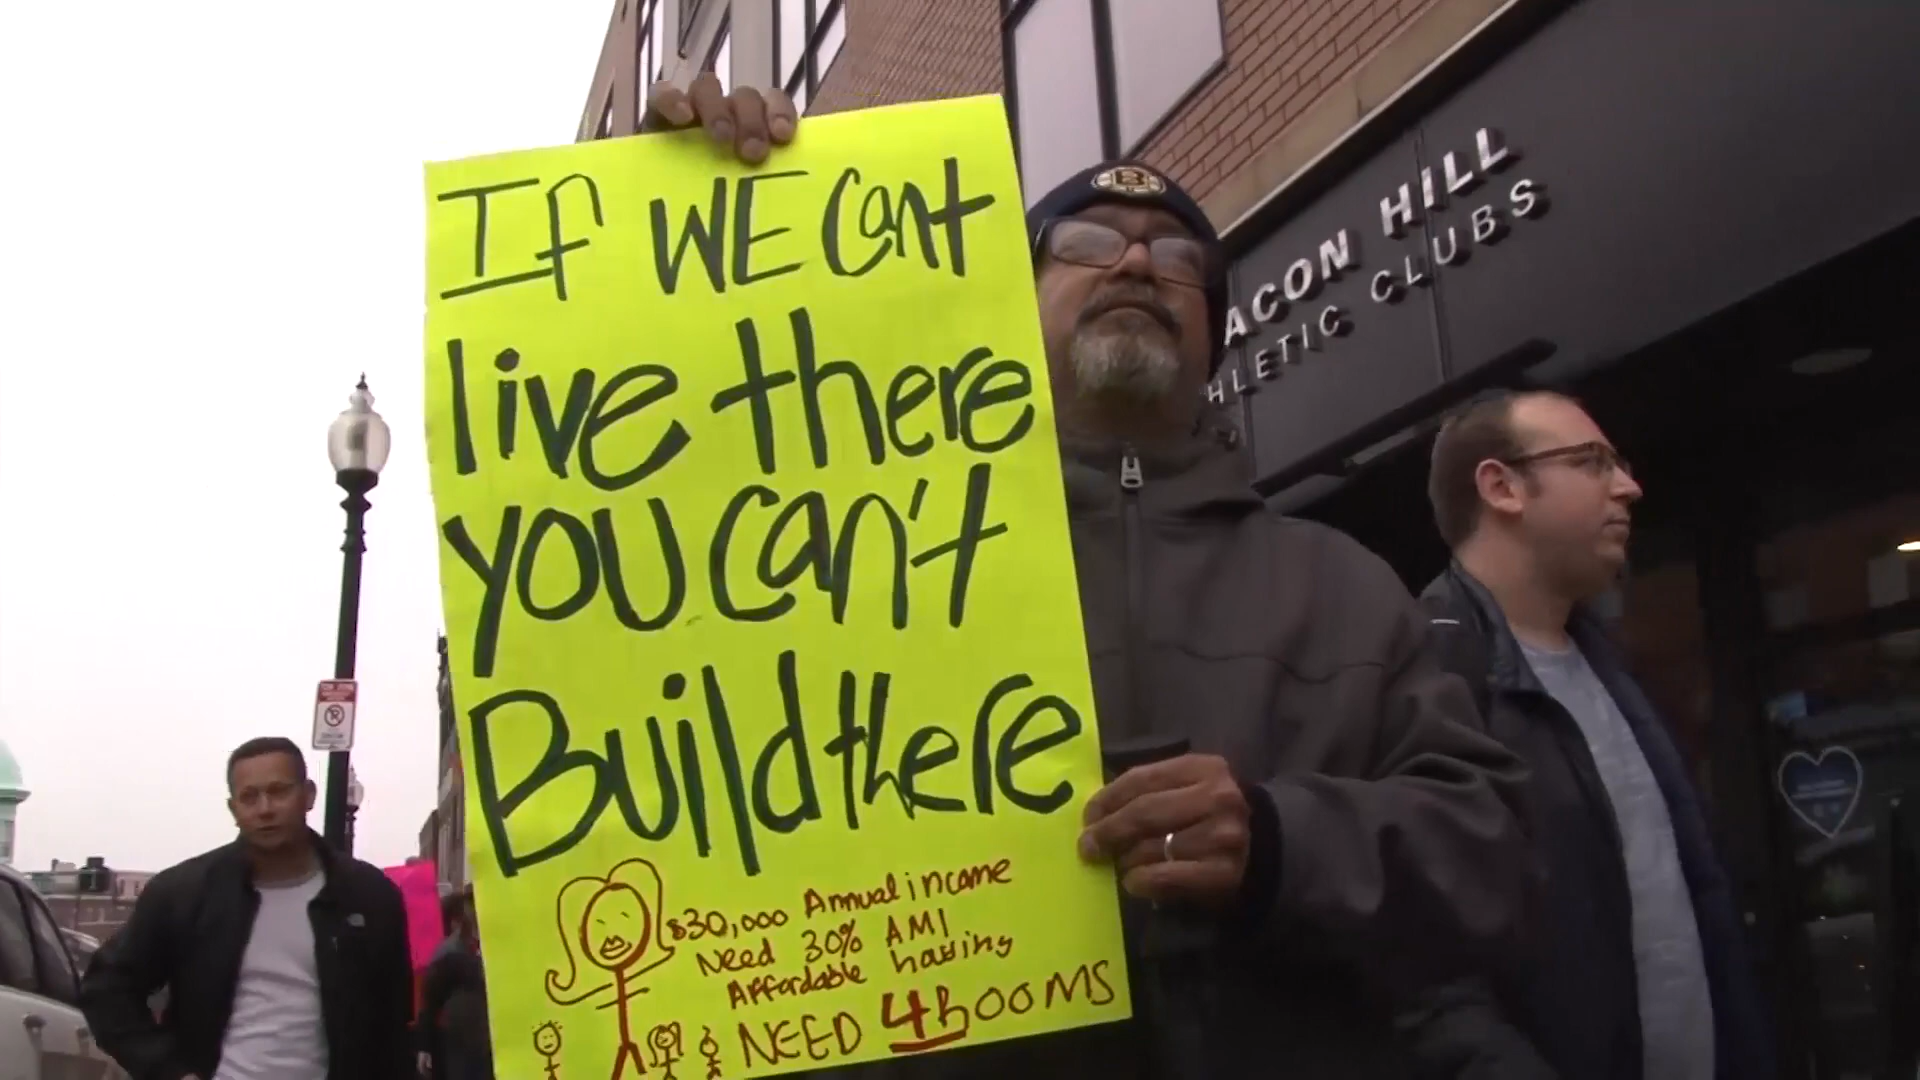 If WE Cant
live there
you can't
Build there
$30,000 Annual income
Need 30% AMI
Affordable housing
NEED 4 ROOMS
B
ACON HILL
HLETIC CLUBS